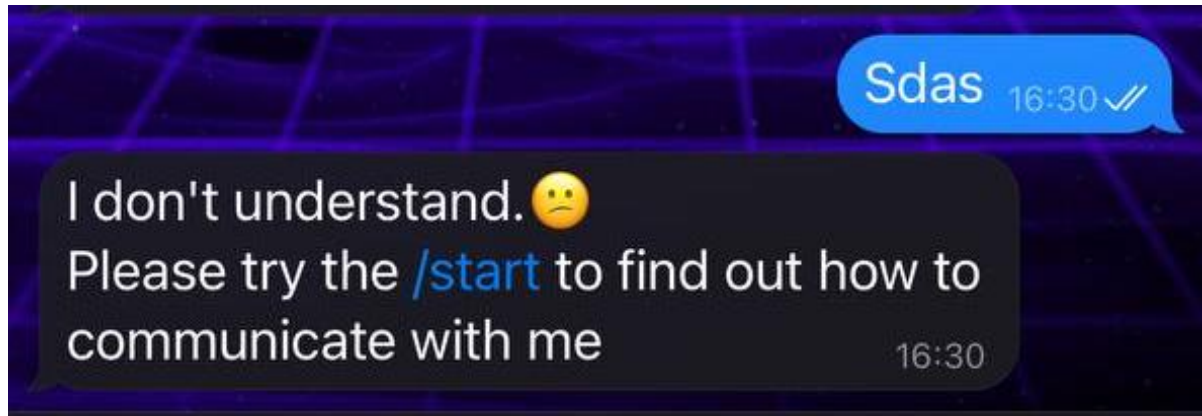 Sdas 16:30
I don't understand.😕
Please try the /start to find out how to
communicate with me 16:30